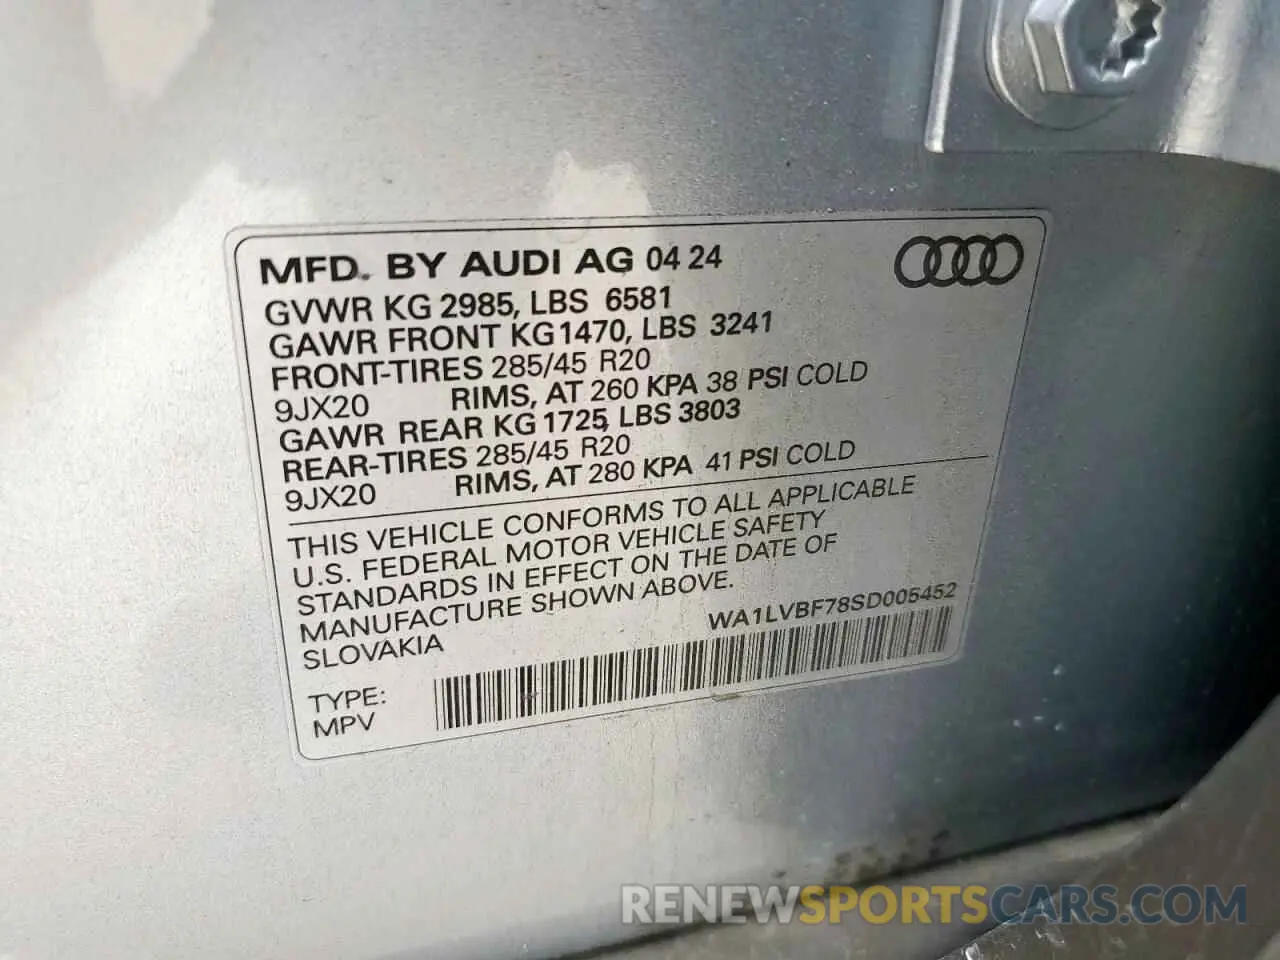 MFD. BY AUDI AG 04 24
GVWR KG 2985, LBS 6581
GAWR FRONT KG1470, LBS 3241
FRONT-TIRES 285/45 R20
9JX20 RIMS, AT 260 KPA 38 PSI COLD
GAWR REAR KG 1725, LBS 3803
REAR-TIRES 285/45 R20
9JX20 RIMS, AT 280 KPA 41 PSI COLD
THIS VEHICLE CONFORMS TO ALL APPLICABLE
U.S. FEDERAL MOTOR VEHICLE SAFETY
STANDARDS IN EFFECT ON THE DATE OF
MANUFACTURE SHOWN ABOVE.
SLOVAKIA
WA1LVBF78SD005452
TYPE:
MPV
RENEWSPORTSCARS.COM